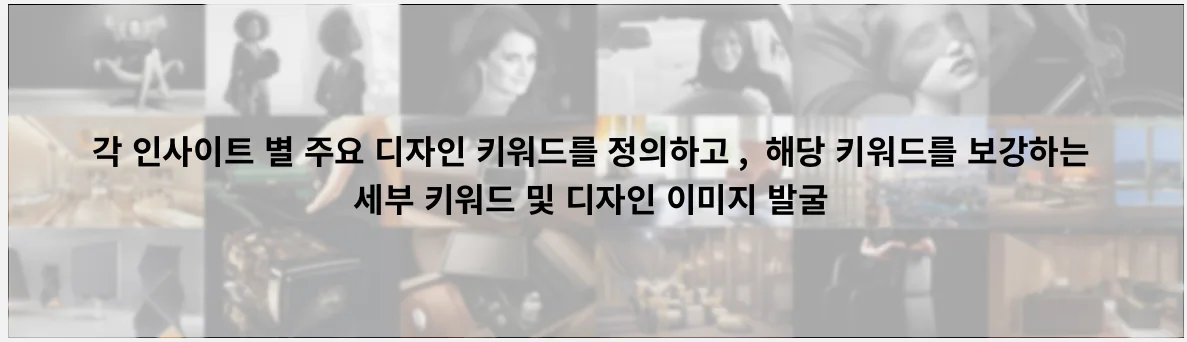 각 인사이트 별 주요 디자인 키워드를 정의하고 , 해당 키워드를 보강하는
세부 키워드 및 디자인 이미지 발굴